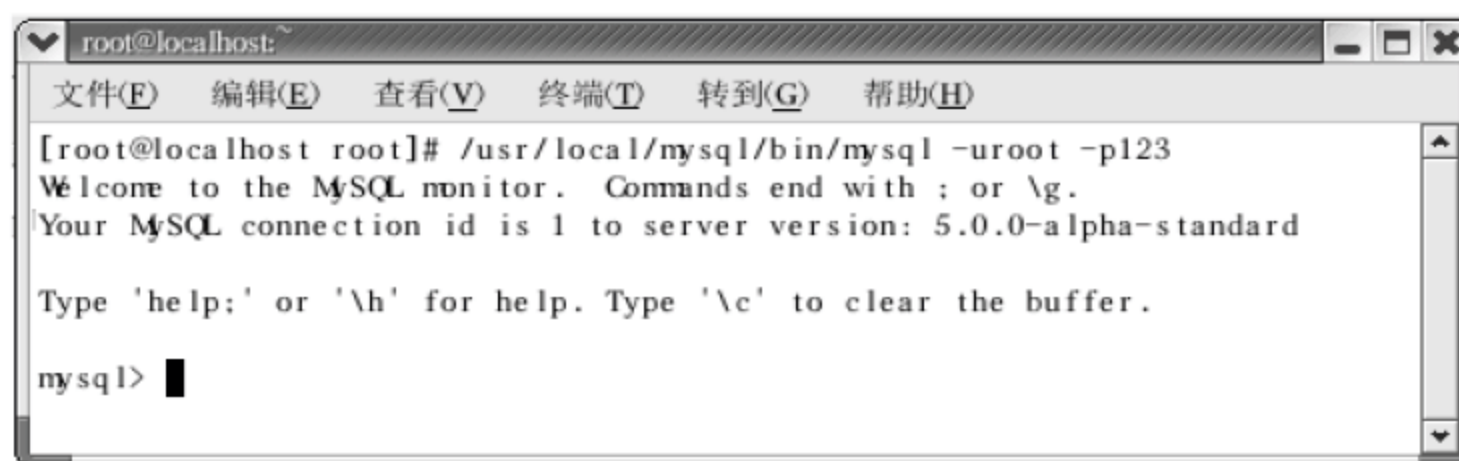 root@localhost:~
文件(F) 编辑(E) 查看(V) 终端(T) 转到(G) 帮助(H)
[root@localhost root]# /usr/local/mysql/bin/mysql -uroot -p123
Welcome to the MySQL monitor.  Commands end with ; or \g.
Your MySQL connection id is 1 to server version: 5.0.0-alpha-standard
Type 'help;' or '\h' for help. Type '\c' to clear the buffer.
mysql>